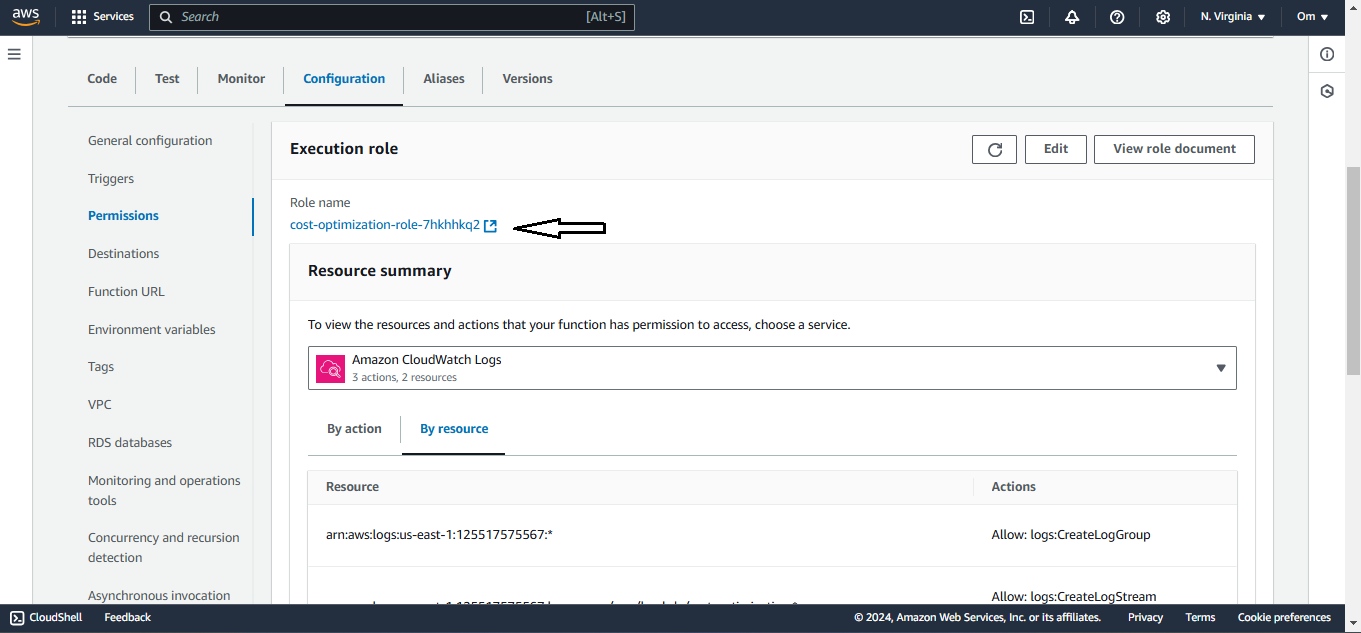 aws
Services
Search
[Alt+S]
N. Virginia
Om
Code
Test
Monitor
Configuration
Aliases
Versions
General configuration
Triggers
Permissions
Destinations
Function URL
Environment variables
Tags
VPC
RDS databases
Monitoring and operations
tools
Concurrency and recursion
detection
Asynchronous invocation
Execution role
Edit
View role document
Role name
cost-optimization-role-7hkhhkq2
Resource summary
To view the resources and actions that your function has permission to access, choose a service.
Amazon CloudWatch Logs
3 actions, 2 resources
By action
By resource
Resource
Actions
arn:aws:logs:us-east-1:125517575567:*
Allow: logs:CreateLogGroup
Allow: logs:CreateLogStream
CloudShell
Feedback
© 2024, Amazon Web Services, Inc. or its affiliates.
Privacy
Terms
Cookie preferences